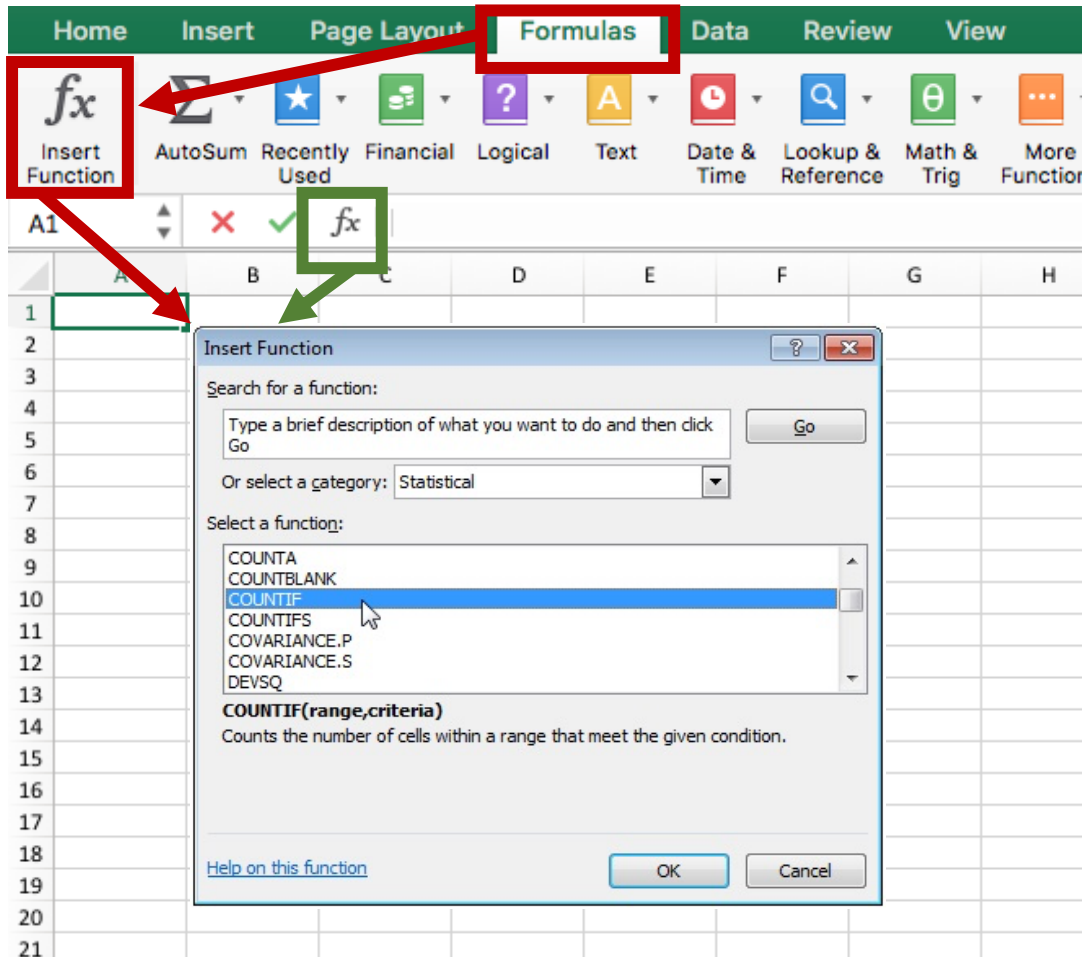 Home Insert Page Layout Formulas Data Review View
fx Σ ? A θ
Insert AutoSum Recently Financial Logical Text Date & Lookup & Math & More
Function Used Time Reference Trig Function
A1 fx
A B C D E F G H
1
2
Insert Function ?
3
Search for a function:
4
Type a brief description of what you want to do and then click Go
5
Go
6
Or select a category: Statistical
7
Select a function:
8
COUNTA
9
COUNTBLANK
10
COUNTIF
COUNTIFS
11
COVARIANCE.P
12
COVARIANCE.S
DEVSQ
13
COUNTIF(range,criteria)
14
Counts the number of cells within a range that meet the given condition.
15
16
17
18
Help on this function OK Cancel
19
20
21